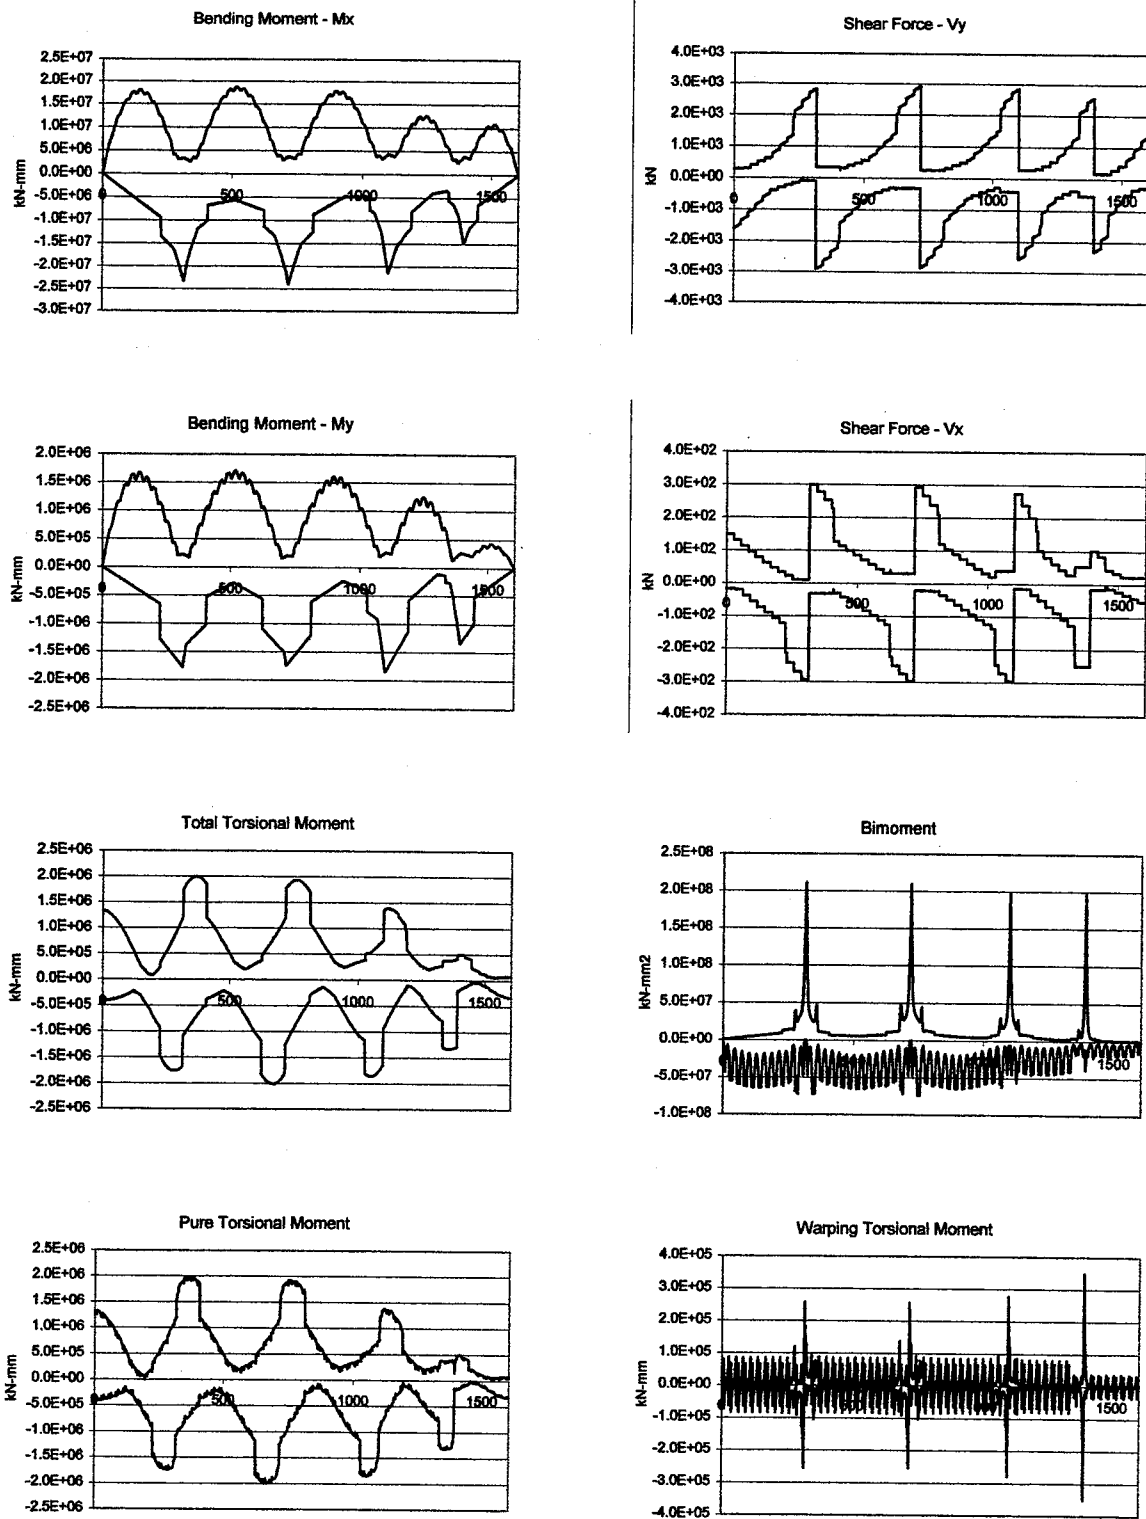 Bending Moment - Mx
2.5E+07
2.0E+07
1.5E+07
1.0E+07
5.0E+06
0.0E+00
-5.0E+06
-1.0E+07
-1.5E+07
-2.0E+07
-2.5E+07
-3.0E+07
kN-mm
0
500
1000
1500
Shear Force - Vy
4.0E+03
3.0E+03
2.0E+03
1.0E+03
0.0E+00
-1.0E+03
-2.0E+03
-3.0E+03
-4.0E+03
kN
0
500
1000
1500
Bending Moment - My
2.0E+06
1.5E+06
1.0E+06
5.0E+05
0.0E+00
-5.0E+05
-1.0E+06
-1.5E+06
-2.0E+06
-2.5E+06
kN-mm
0
500
1000
1500
Shear Force - Vx
4.0E+02
3.0E+02
2.0E+02
1.0E+02
0.0E+00
-1.0E+02
-2.0E+02
-3.0E+02
-4.0E+02
kN
0
500
1000
1500
Total Torsional Moment
2.5E+06
2.0E+06
1.5E+06
1.0E+06
5.0E+05
0.0E+00
-5.0E+05
-1.0E+06
-1.5E+06
-2.0E+06
-2.5E+06
kN-mm
0
500
1000
1500
Bimoment
2.5E+08
2.0E+08
1.5E+08
1.0E+08
5.0E+07
0.0E+00
-5.0E+07
-1.0E+08
kN-mm2
1500
Pure Torsional Moment
2.5E+06
2.0E+06
1.5E+06
1.0E+06
5.0E+05
0.0E+00
-5.0E+05
-1.0E+06
-1.5E+06
-2.0E+06
-2.5E+06
kN-mm
0
500
1000
1500
Warping Torsional Moment
4.0E+05
3.0E+05
2.0E+05
1.0E+05
0.0E+00
-1.0E+05
-2.0E+05
-3.0E+05
-4.0E+05
kN-mm
1500